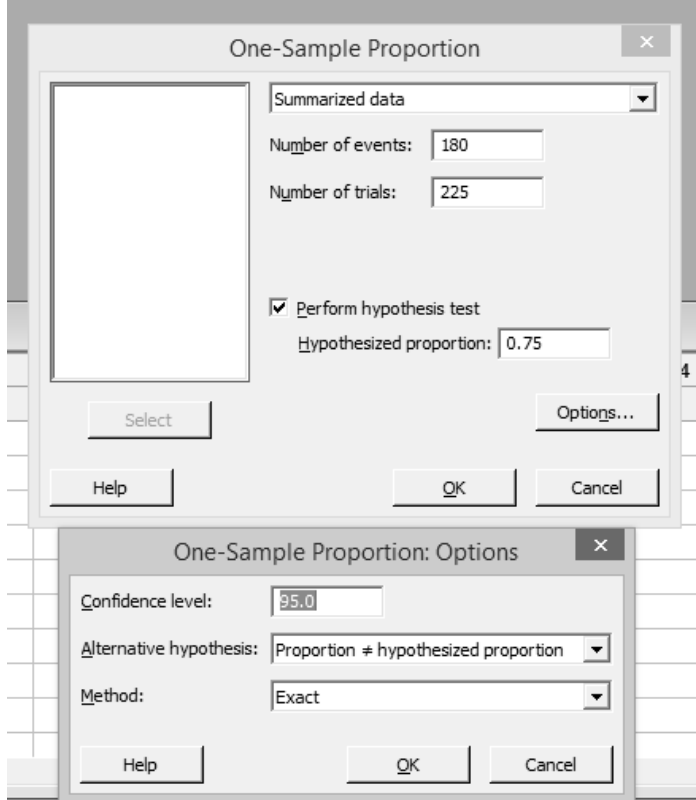 One-Sample Proportion
Summarized data
Number of events: 180
Number of trials: 225
Perform hypothesis test
Hypothesized proportion: 0.75
4
Select
Options...
Help OK Cancel
One-Sample Proportion: Options
Confidence level: 95.0
Alternative hypothesis: Proportion ≠ hypothesized proportion
Method: Exact
Help OK Cancel